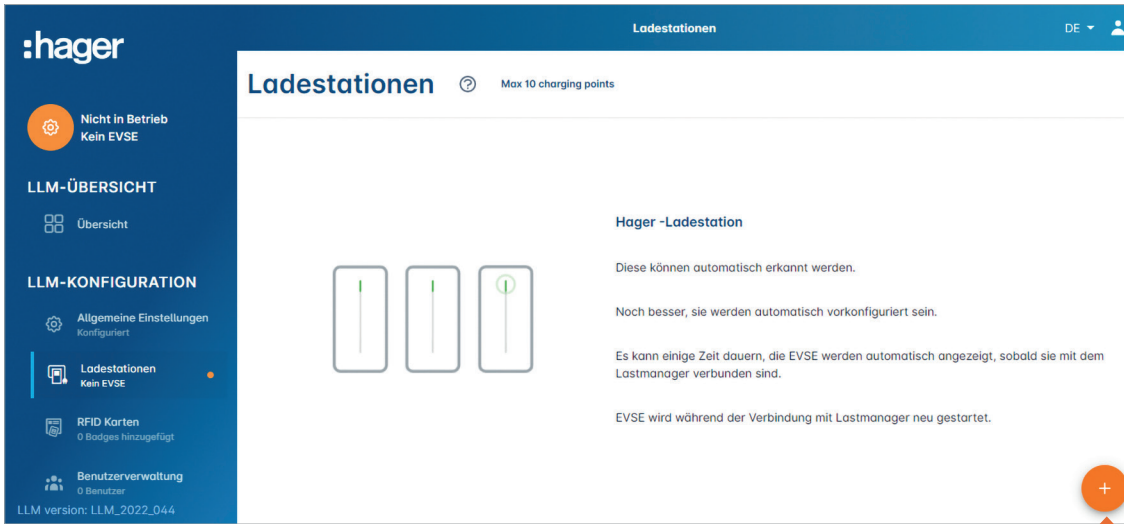 :hager
Ladestationen
DE
Ladestationen
? Max 10 charging points
Nicht in Betrieb
Kein EVSE
LLM-ÜBERSICHT
Übersicht
LLM-KONFIGURATION
Allgemeine Einstellungen
Konfiguriert
Ladestationen
Kein EVSE
RFID Karten
0 Badges hinzugefügt
Benutzerverwaltung
0 Benutzer
LLM version: LLM_2022_044
Hager -Ladestation
Diese können automatisch erkannt werden.
Noch besser, sie werden automatisch vorkonfiguriert sein.
Es kann einige Zeit dauern, die EVSE werden automatisch angezeigt, sobald sie mit dem
Lastmanager verbunden sind.
EVSE wird während der Verbindung mit Lastmanager neu gestartet.
+